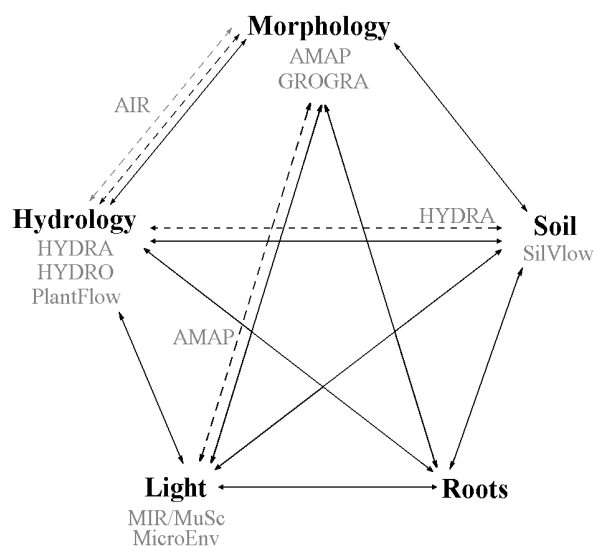 Morphology
AMAP
GROGRA
AIR
Hydrology
HYDRA
HYDRO
PlantFlow
HYDRA
Soil
SilVlow
AMAP
Light
MIR/MuSc
MicroEnv
Roots